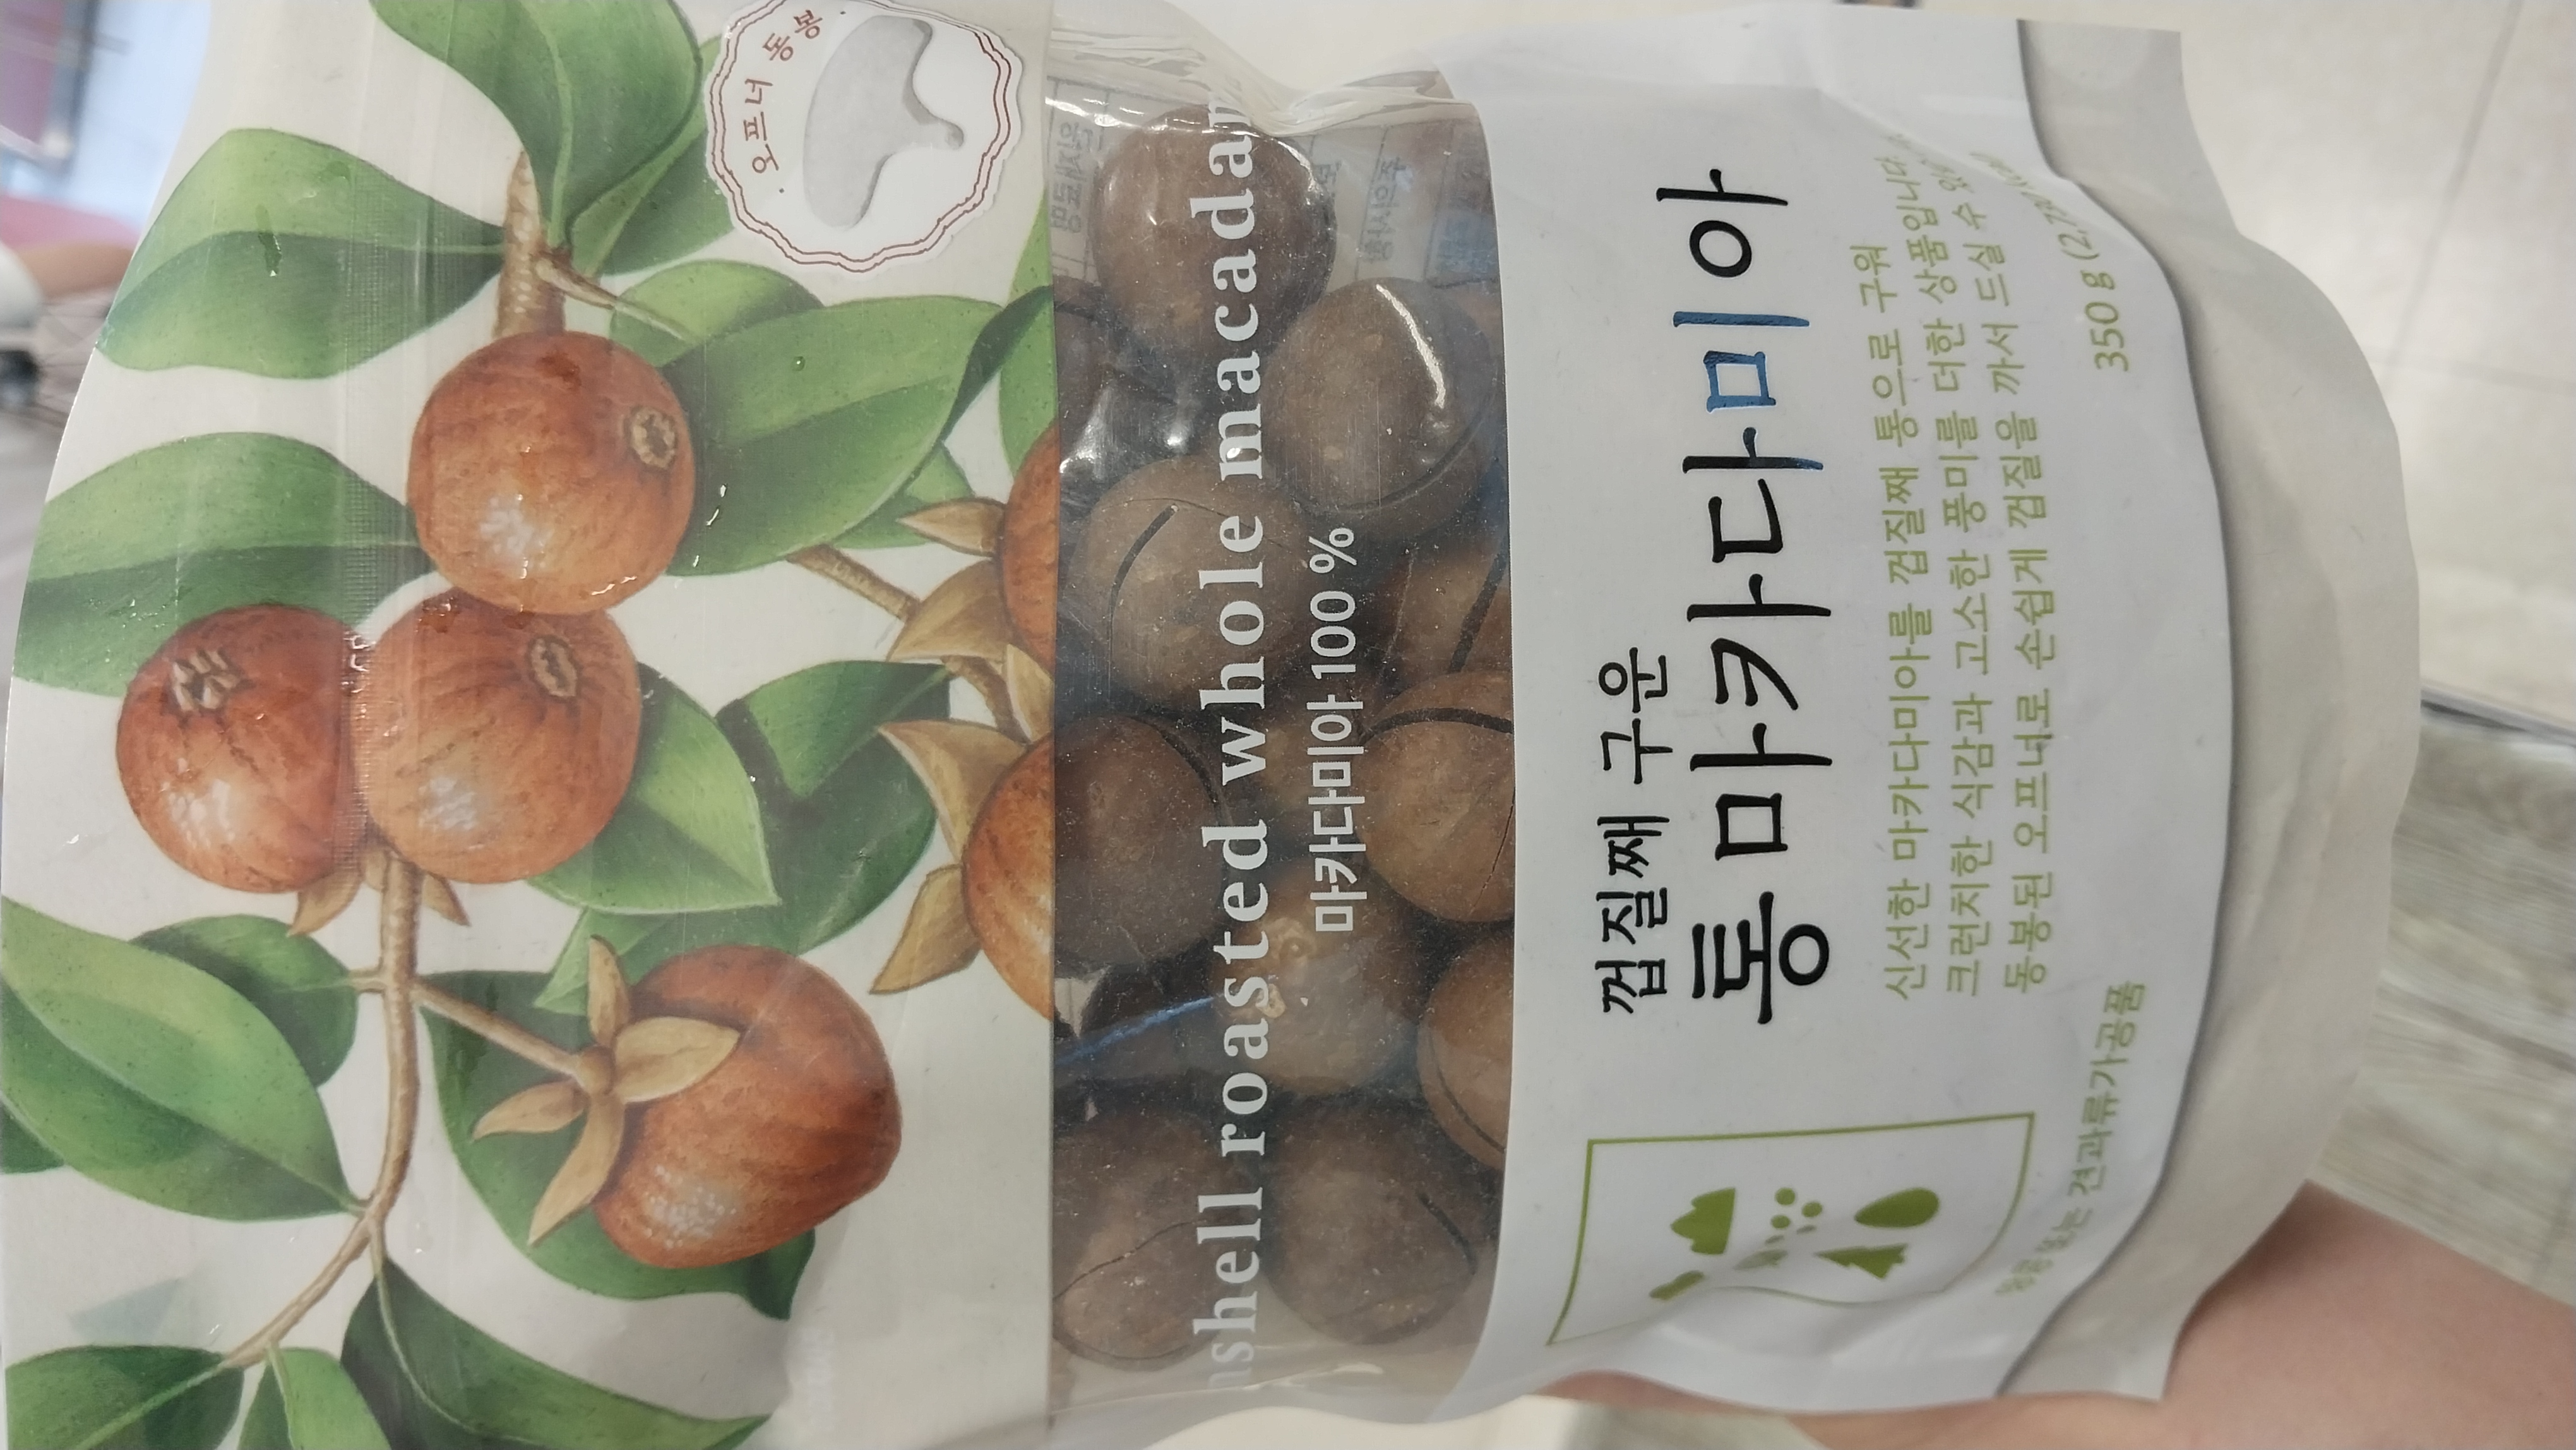 오프너 동봉
inshell roasted whole macadam
마카다미아 100 %
껍질째 구운
통마카다미아
신선한 마카다미아를 껍질째 통으로 구워
크런치한 식감과 고소한 풍미를 더한 상품입니다.
동봉된 오프너로 손쉽게 껍질을 까서 드실 수
350 g
또는 견과류가공품